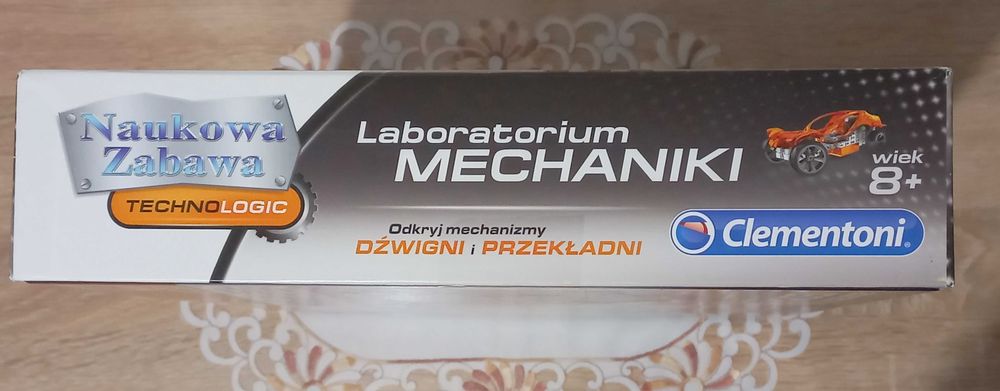 Naukowa
Zabawa
TECHNOLOGIC
Laboratorium
MECHANIKI
wiek
8+
Odkryj mechanizmy
DŹWIGNI i PRZEKŁADNI
Clementoni®